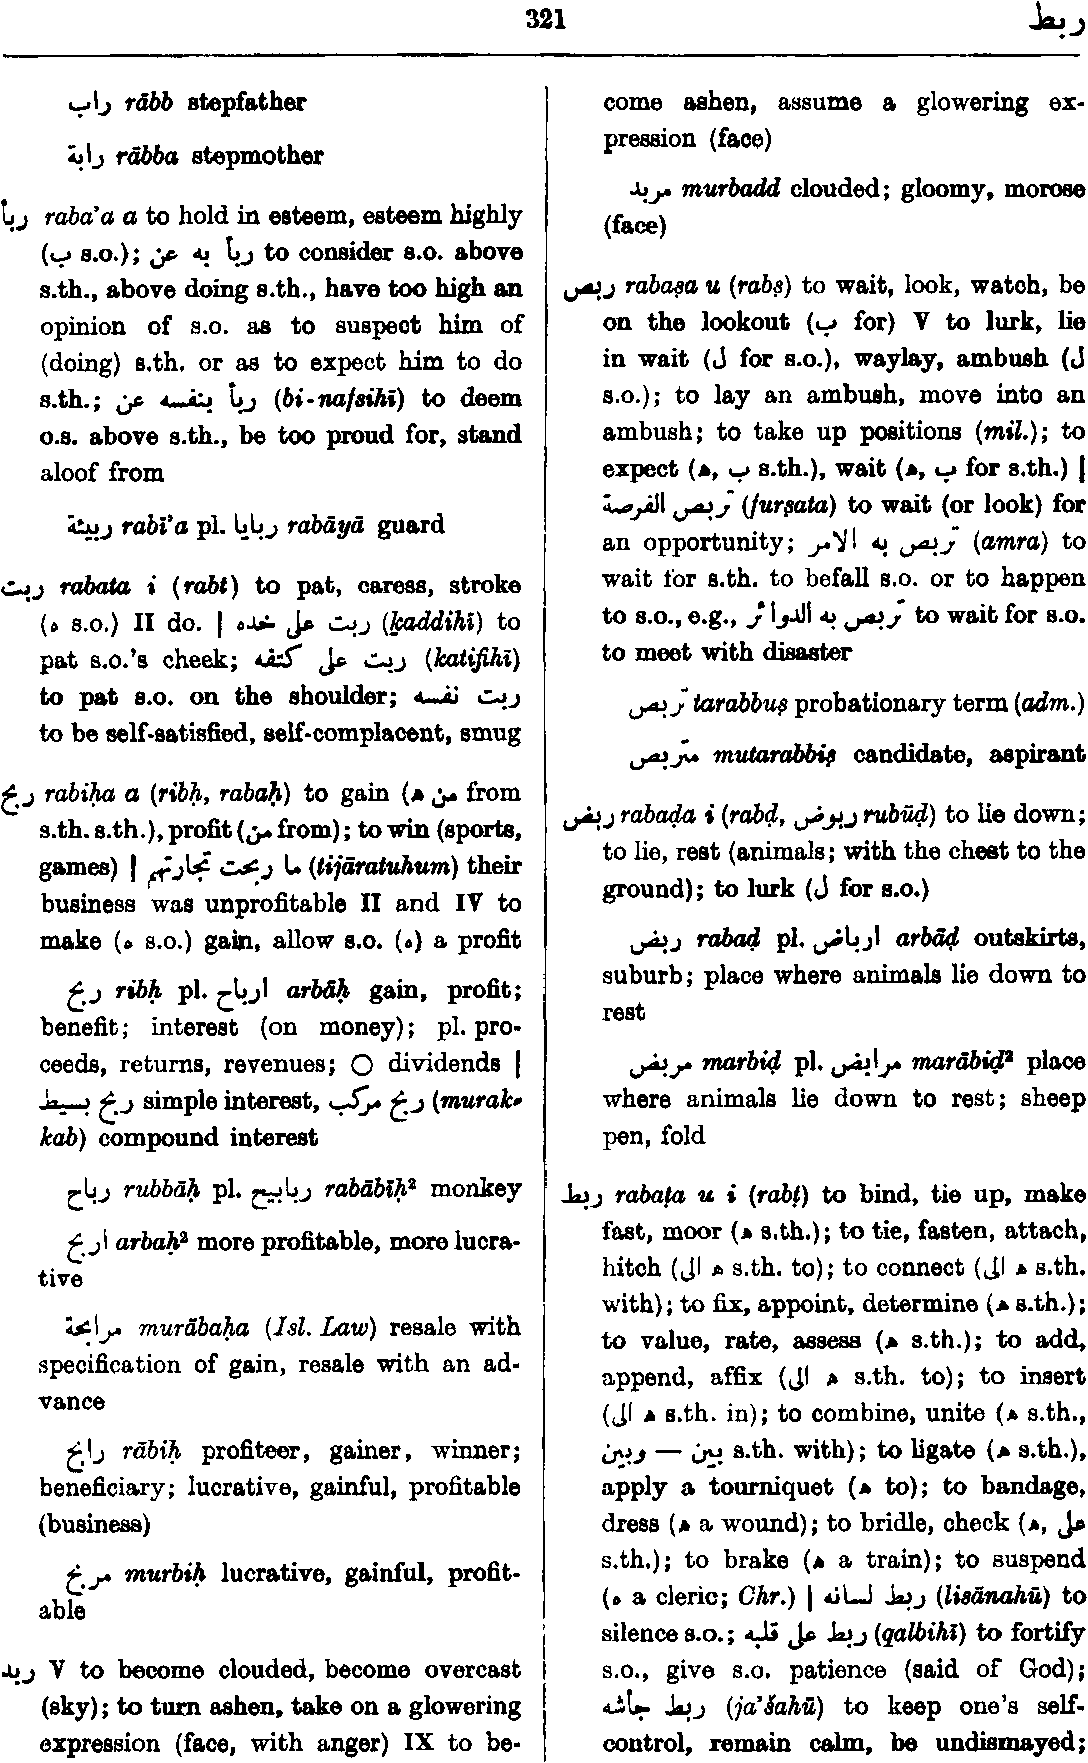 321
ربط
راب rābb stepfather
رابة rābba stepmother
ربأ raba’a a to hold in esteem, esteem highly
(ب s.o.); ربأ به عن to consider s.o. above
s.th., above doing s.th., have too high an
opinion of s.o. as to suspect him of
(doing) s.th. or as to expect him to do
s.th.; ربأ بنفسه عن (bi-nafsihī) to deem
o.s. above s.th., be too proud for, stand
aloof from
ربيئة rabī’a pl. ربايا rabāyā guard
ربت rabata i (rabt) to pat, caress, stroke
(ه s.o.) II do. | ربت على خده (ḵaddihī) to
pat s.o.’s cheek; ربت على كتفه (katifihī)
to pat s.o. on the shoulder; ربت نفسه
to be self-satisfied, self-complacent, smug
ربح rabiḥa a (ribḥ, rabaḥ) to gain (ه من from
s.th. s.th.), profit (من from); to win (sports,
games) | ما ربحت تجارتهم (tijāratuhum) their
business was unprofitable II and IV to
make (ه s.o.) gain, allow s.o. (ه) a profit
ربح ribḥ pl. ارباح arbāḥ gain, profit;
benefit; interest (on money); pl. pro-
ceeds, returns, revenues; ○ dividends |
ربح بسيط simple interest, ربح مركب (murak-
kab) compound interest
رباح rubbāḥ pl. ربابيح rabābīḥ² monkey
اربح arbaḥ² more profitable, more lucra-
tive
مرابحة murābaḥa (Isl. Law) resale with
specification of gain, resale with an ad-
vance
رابح rābiḥ profiteer, gainer, winner;
beneficiary; lucrative, gainful, profitable
(business)
مربح murbiḥ lucrative, gainful, profit-
able
ربد V to become clouded, become overcast
(sky); to turn ashen, take on a glowering
expression (face, with anger) IX to be-
come ashen, assume a glowering ex-
pression (face)
مربد murbadd clouded; gloomy, morose
(face)
ربص rabaṣa u (rabṣ) to wait, look, watch, be
on the lookout (ب for) V to lurk, lie
in wait (ل for s.o.), waylay, ambush (ل
s.o.); to lay an ambush, move into an
ambush; to take up positions (mil.); to
expect (ه, ب s.th.), wait (ه, ب for s.th.) |
تربص الفرصة (furṣata) to wait (or look) for
an opportunity; تربص به الامر (amra) to
wait for s.th. to befall s.o. or to happen
to s.o., e.g., تربص به الدوائر to wait for s.o.
to meet with disaster
تربص tarabbuṣ probationary term (adm.)
متربص mutarabbiṣ candidate, aspirant
ربض rabaḍa i (rabḍ, ربوض rubūḍ) to lie down;
to lie, rest (animals; with the chest to the
ground); to lurk (ل for s.o.)
ربض rabaḍ pl. ارباض arbāḍ outskirts,
suburb; place where animals lie down to
rest
مربض marbiḍ pl. مرابض marābiḍ² place
where animals lie down to rest; sheep
pen, fold
ربط rabaṭa u i (rabṭ) to bind, tie up, make
fast, moor (ه s.th.); to tie, fasten, attach,
hitch (ه الى s.th. to); to connect (ه الى s.th.
with); to fix, appoint, determine (ه s.th.);
to value, rate, assess (ه s.th.); to add,
append, affix (ه الى s.th. to); to insert
(ه الى s.th. in); to combine, unite (ه s.th.,
بين — وبين s.th. with); to ligate (ه s.th.),
apply a tourniquet (ه to); to bandage,
dress (ه a wound); to bridle, check (ه, على
s.th.); to brake (ه a train); to suspend
(ه a cleric; Chr.) | ربط لسانه (lisānahū) to
silence s.o.; ربط على قلبه (qalbihī) to fortify
s.o., give s.o. patience (said of God);
ربط جأشه (ja’šahū) to keep one’s self-
control, remain calm, be undismayed;